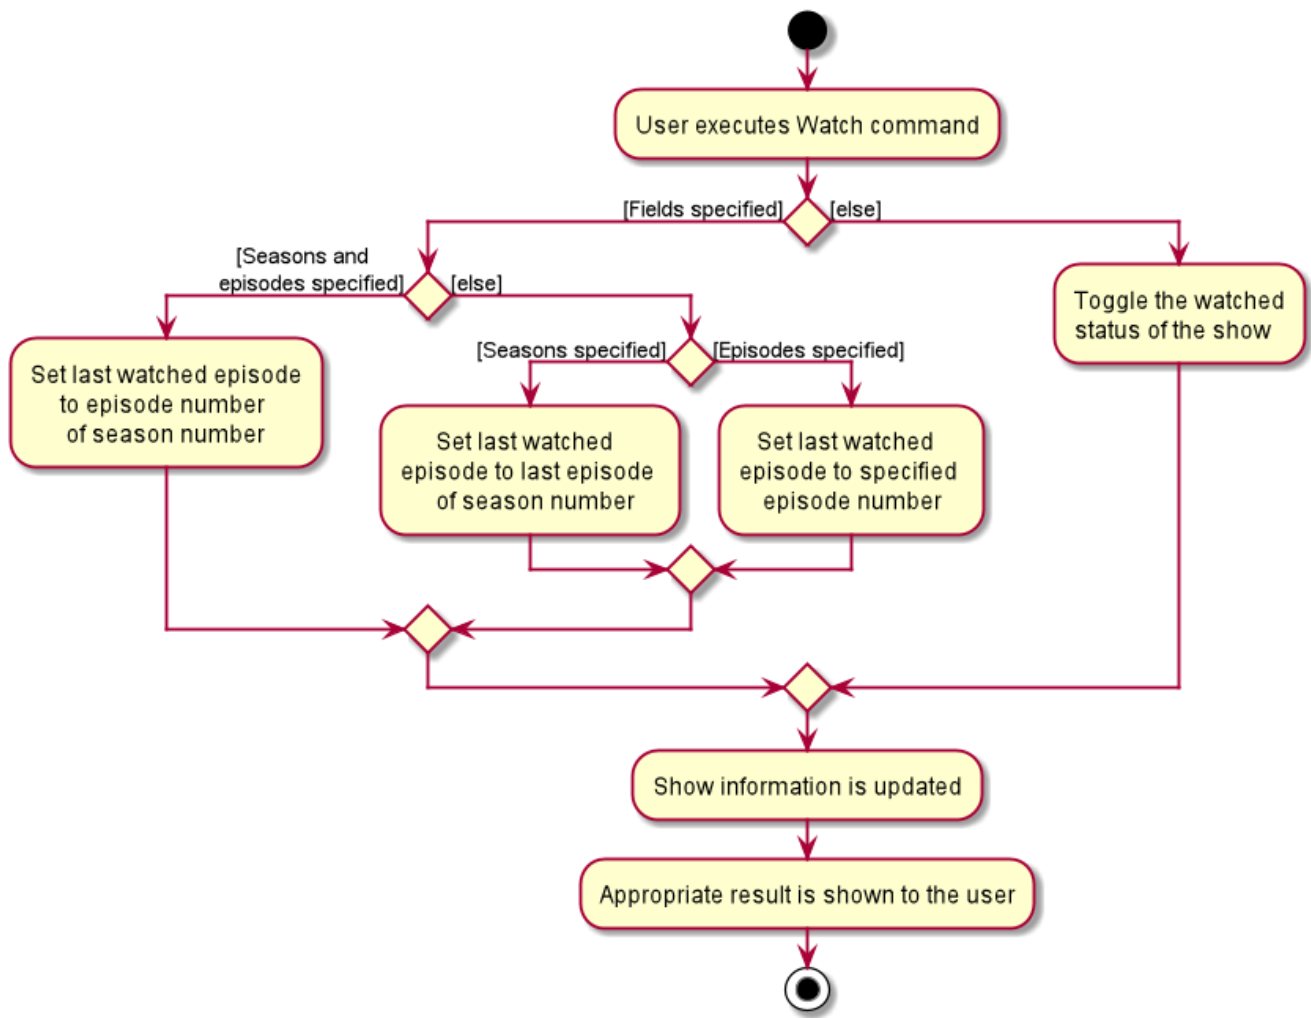 User executes Watch command
[Fields specified]
[else]
[Seasons and
episodes specified]
[else]
Toggle the watched
status of the show
[Seasons specified]
[Episodes specified]
Set last watched episode
to episode number
of season number
Set last watched
episode to last episode
of season number
Set last watched
episode to specified
episode number
Show information is updated
Appropriate result is shown to the user